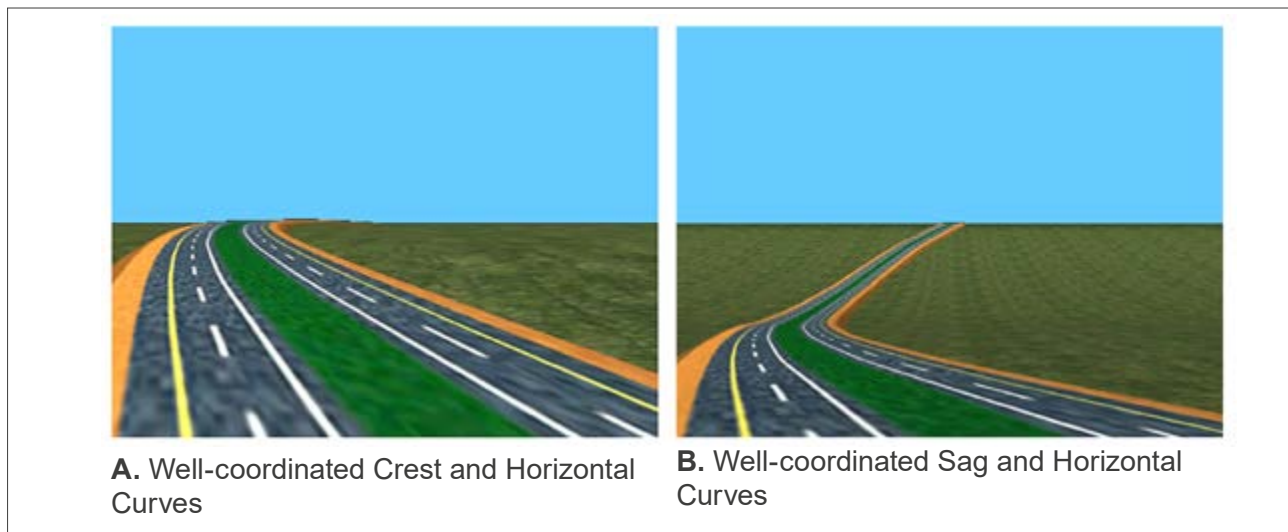 A. Well-coordinated Crest and Horizontal
Curves
B. Well-coordinated Sag and Horizontal
Curves